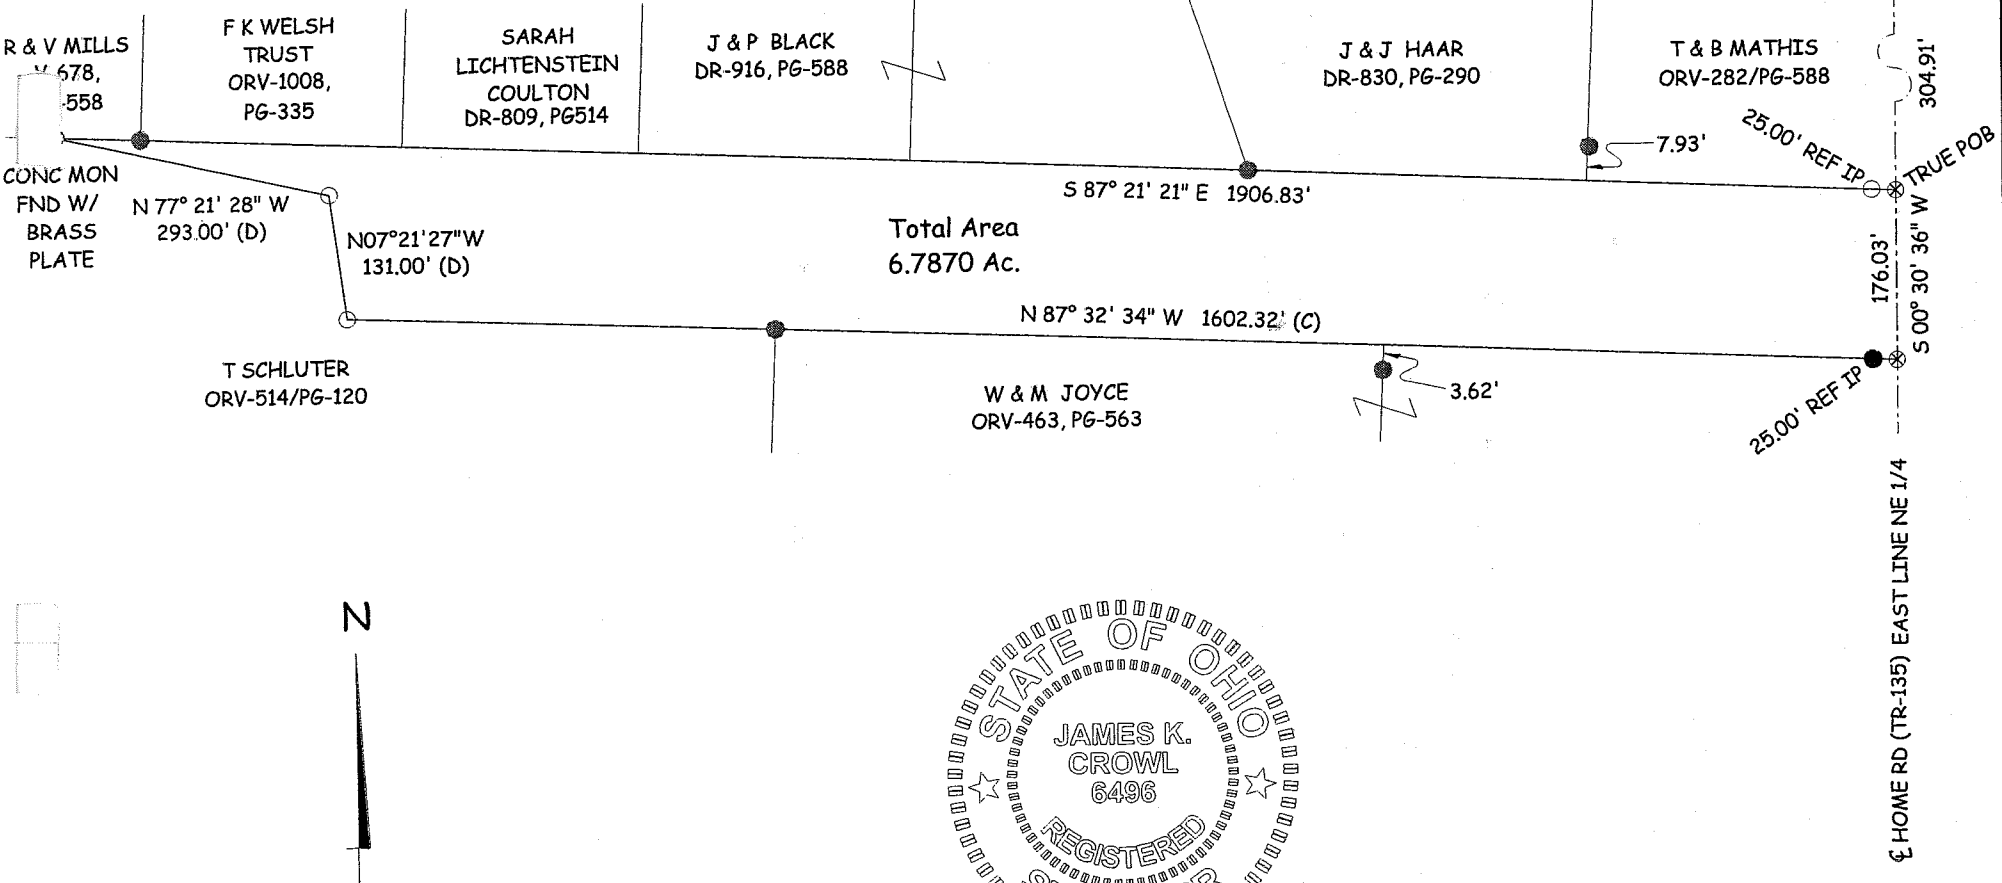 R & V MILLS
678,
-558
F K WELSH
TRUST
ORV-1008,
PG-335
SARAH
LICHTENSTEIN
COULTON
DR-809, PG514
J & P BLACK
DR-916, PG-588
J & J HAAR
DR-830, PG-290
T & B MATHIS
ORV-282/PG-588
304.91'
7.93'
25.00' REF IP
TRUE POB
CONC MON
FND W/
BRASS
PLATE
N 77° 21' 28" W
293.00' (D)
N07°21'27"W
131.00' (D)
S 87° 21' 21" E 1906.83'
Total Area
6.7870 Ac.
176.03'
S 00° 30' 36" W
N 87° 32' 34" W 1602.32' (C)
T SCHLUTER
ORV-514/PG-120
W & M JOYCE
ORV-463, PG-563
3.62'
25.00' REF IP
℄ HOME RD (TR-135) EAST LINE NE 1/4
N
STATE OF OHIO
JAMES K.
CROWL
6496
REGISTERED